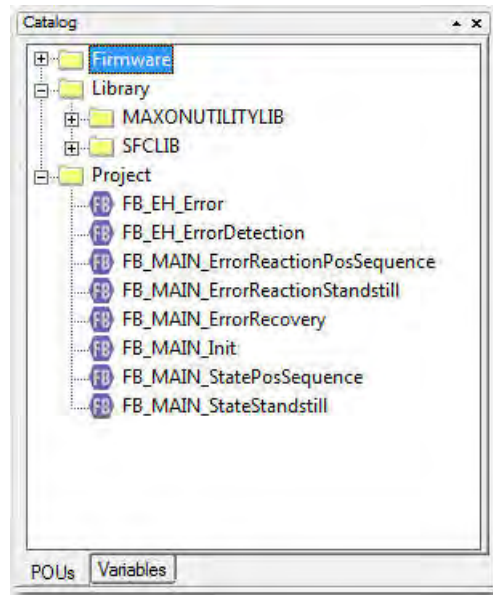 Catalog
Firmware
Library
MAXONUTILITYLIB
SFCLIB
Project
FB FB_EH_Error
FB FB_EH_ErrorDetection
FB FB_MAIN_ErrorReactionPosSequence
FB FB_MAIN_ErrorReactionStandstill
FB FB_MAIN_ErrorRecovery
FB FB_MAIN_Init
FB FB_MAIN_StatePosSequence
FB FB_MAIN_StateStandstill
POUs Variables